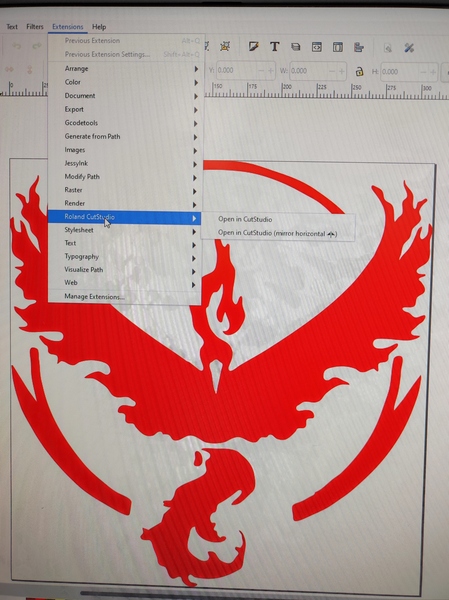 Text Filters Extensions Help
Previous Extension Alt+Q
Previous Extension Settings... Shift+Alt+Q
Arrange
Color
Document
Export
Gcodetools
Generate from Path
Images
JessyInk
Modify Path
Raster
Render
Roland CutStudio
Open in CutStudio
Open in CutStudio (mirror horizontal)
Stylesheet
Text
Typography
Visualize Path
Web
Manage Extensions...
Y: 0.000
W: 0.000
H: 0.000
0
150
175
200
225
250
275
300